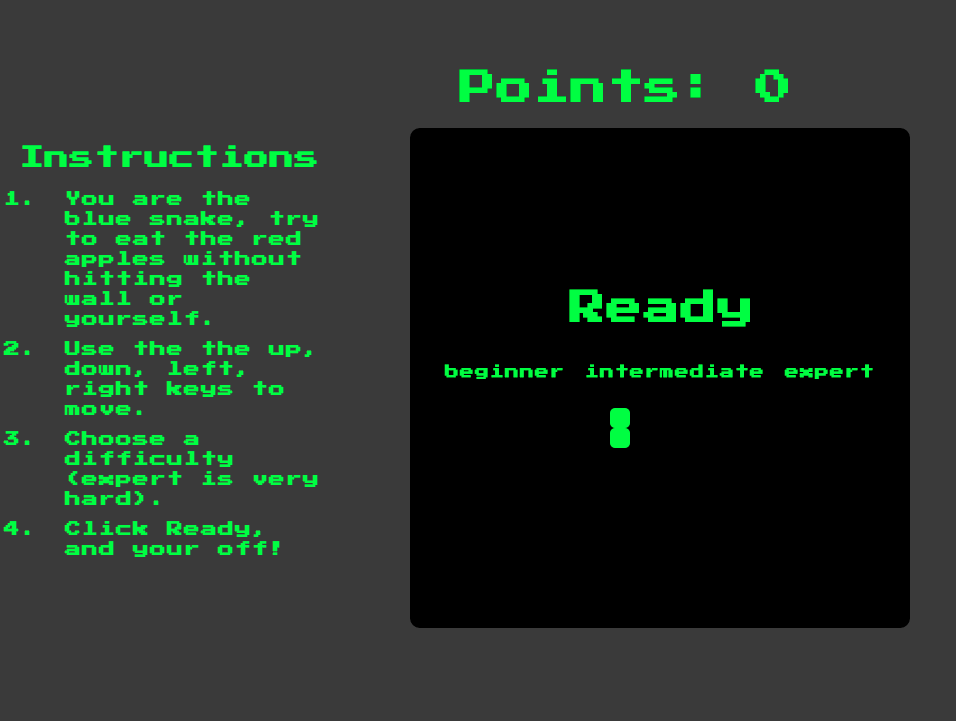 Points: 0
Instructions
1. You are the
blue snake, try
to eat the red
apples without
hitting the
wall or
yourself.
2. Use the the up,
down, left,
right keys to
move.
3. Choose a
difficulty
(expert is very
hard).
4. Click Ready,
and your off!
Ready
beginner intermediate expert